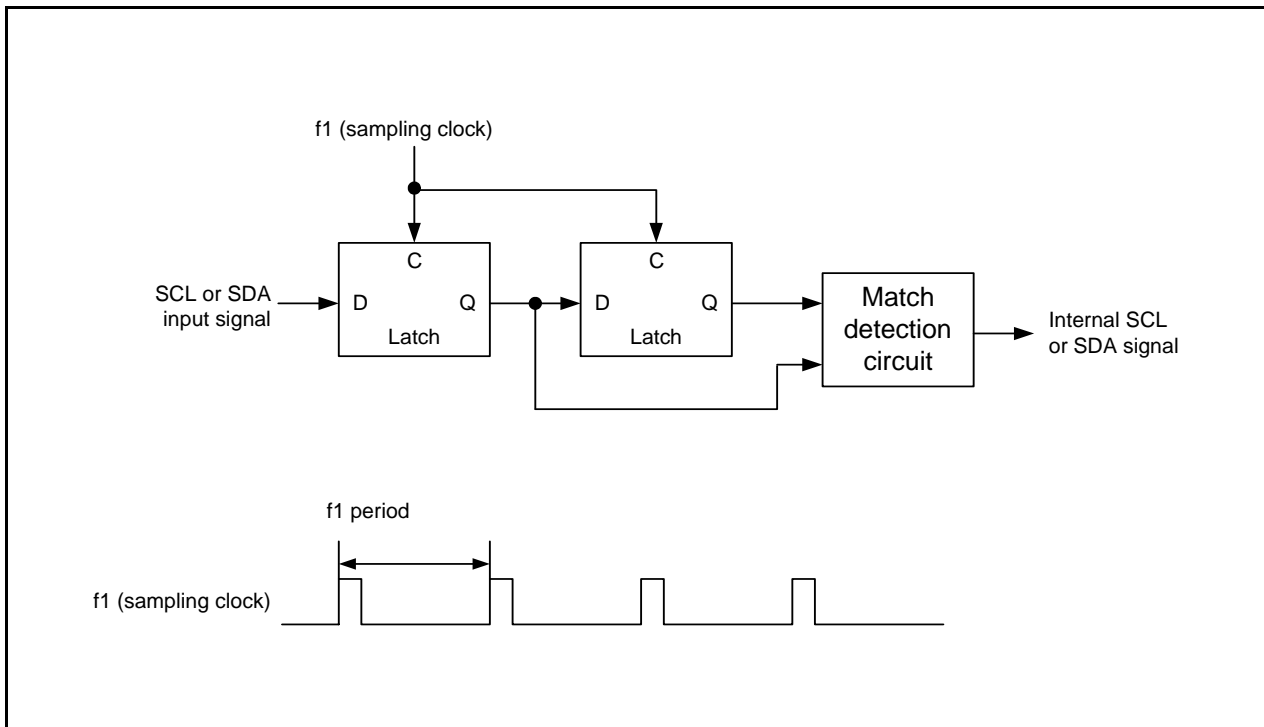 f1 (sampling clock)
C
C
SCL or SDA
input signal
D
Q
D
Q
Latch
Latch
Match
detection
circuit
Internal SCL
or SDA signal
f1 period
f1 (sampling clock)